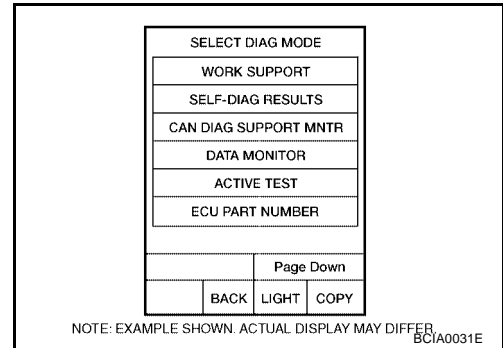 SELECT DIAG MODE
WORK SUPPORT
SELF-DIAG RESULTS
CAN DIAG SUPPORT MNTR
DATA MONITOR
ACTIVE TEST
ECU PART NUMBER
Page Down
BACK LIGHT COPY
NOTE: EXAMPLE SHOWN. ACTUAL DISPLAY MAY DIFFER.
BCIA0031E